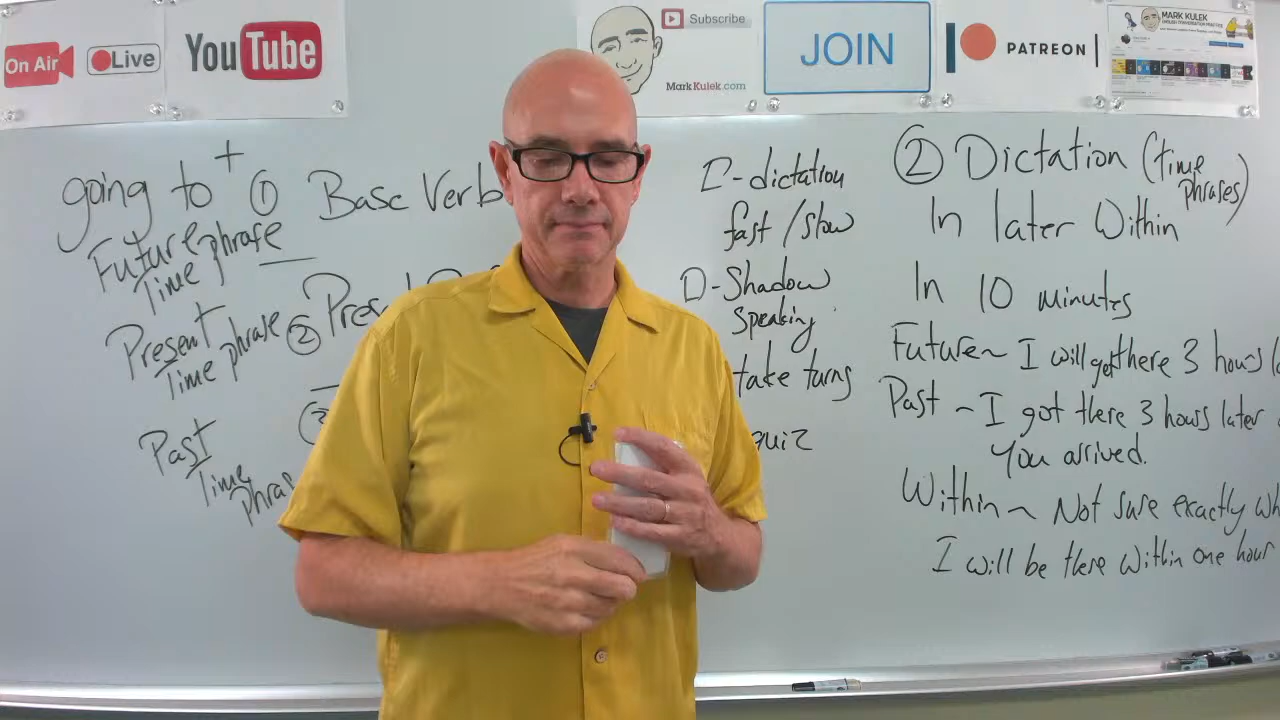 On Air
Live
YouTube
Subscribe
MarkKulek.com
JOIN
PATREON
MARK KULEK
going to + ① Base Verb
Future
Time phrase
Present
Time phrase
②
Past
Time
I-dictation
fast / slow
D-Shadow
Speaking
take turns
quiz
② Dictation (time
phrases)
In later Within
In 10 minutes
Future ~ I will get there 3 hours
Past ~ I got there 3 hours later
you arrived.
Within ~ Not sure exactly
I will be there within one hour